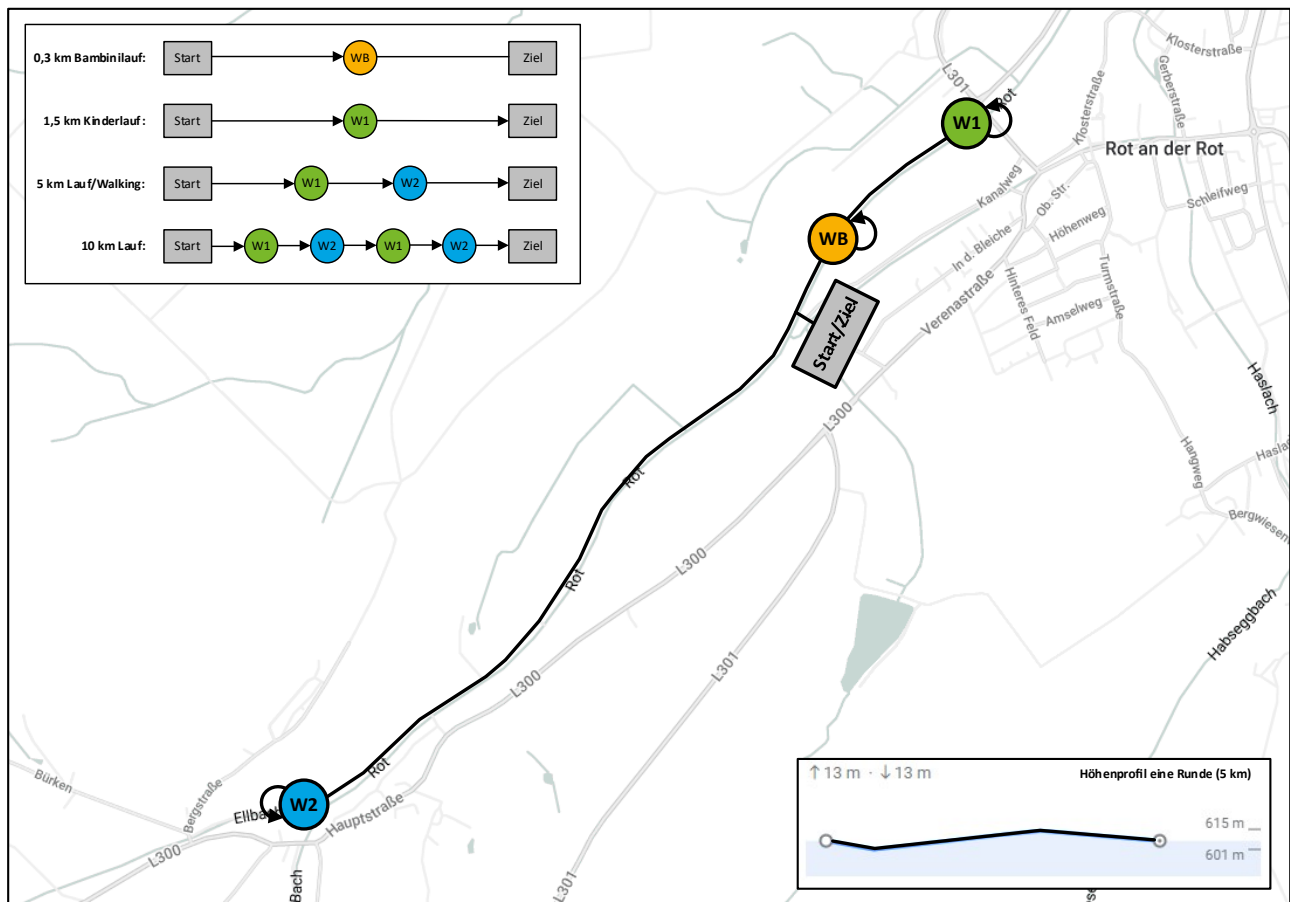 0,3 km Bambinilauf:
Start
WB
Ziel
1,5 km Kinderlauf:
Start
W1
Ziel
5 km Lauf/Walking:
Start
W1
W2
Ziel
10 km Lauf:
Start
W1
W2
W1
W2
Ziel
Klosterstraße
L301
Rot
Gerberstraße
Klosterstraße
W1
Rot an der Rot
Kanalweg
Ob. Str.
Schleifweg
WB
In d. Bleiche
Höhenweg
Verenastraße
Hinteres Feld
Turmstraße
Amselweg
Start/Ziel
Haslach
L300
Hangweg
Rot
Bergwiesen
L300
Rot
Habseggbach
L301
L300
Rot
Bürken
Bergstraße
W2
Hauptstraße
L300
Bach
L301
↑ 13 m · ↓ 13 m
Höhenprofil eine Runde (5 km)
615 m
601 m